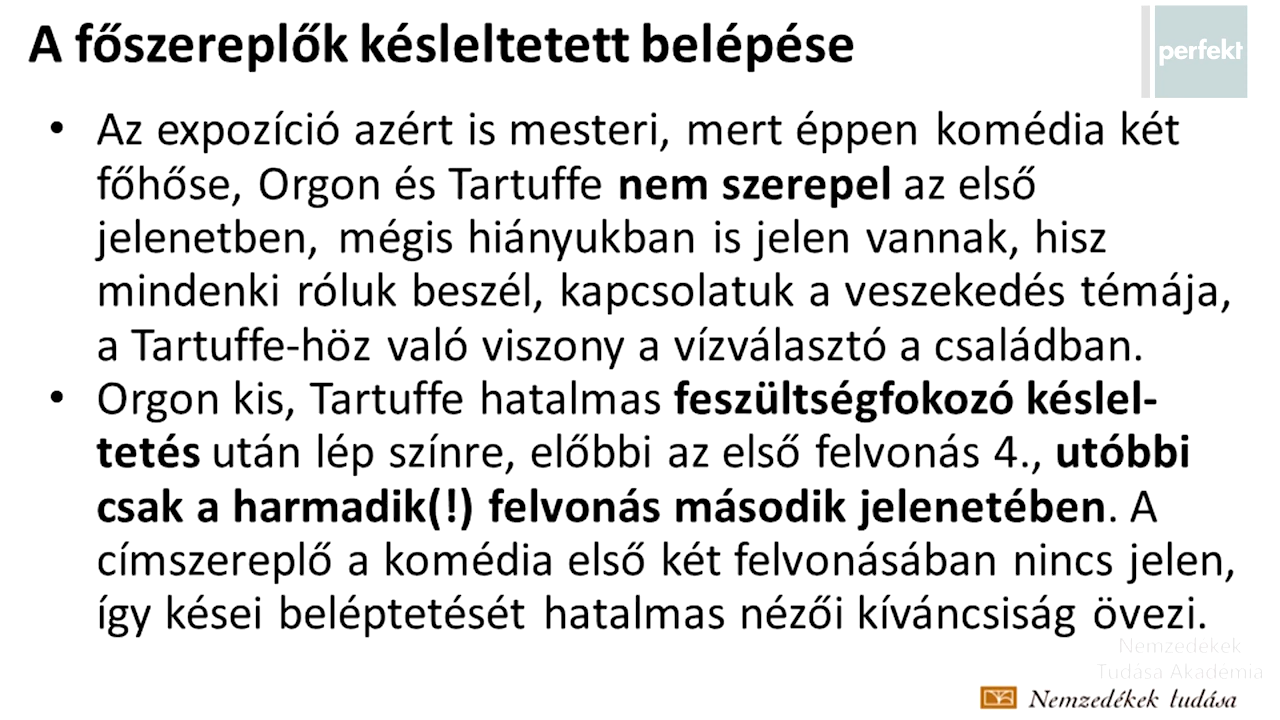 A főszereplők késleltetett belépése
perfekt
• Az expozíció azért is mesteri, mert éppen komédia két
főhőse, Orgon és Tartuffe nem szerepel az első
jelenetben, mégis hiányukban is jelen vannak, hisz
mindenki róluk beszél, kapcsolatuk a veszekedés témája,
a Tartuffe-höz való viszony a vízválasztó a családban.
• Orgon kis, Tartuffe hatalmas feszültségfokozó késlel-
tetés után lép színre, előbbi az első felvonás 4., utóbbi
csak a harmadik(!) felvonás második jelenetében. A
címszereplő a komédia első két felvonásában nincs jelen,
így kései beléptetését hatalmas nézői kíváncsiság övezi.
Nemzedékek
Tudása Akadémia
Nemzedékek tudása